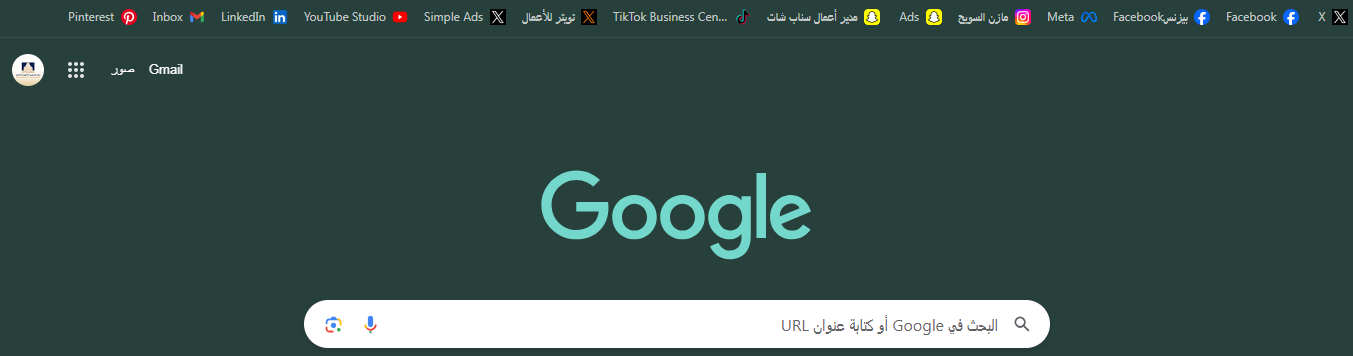 X Facebook Facebookبيزنس Meta مازن السويح Ads مدير أعمال سناب شات TikTok Business Cen... تويتر للأعمال Simple Ads YouTube Studio LinkedIn Inbox Pinterest
Gmail صور
Google
البحث في Google أو كتابة عنوان URL